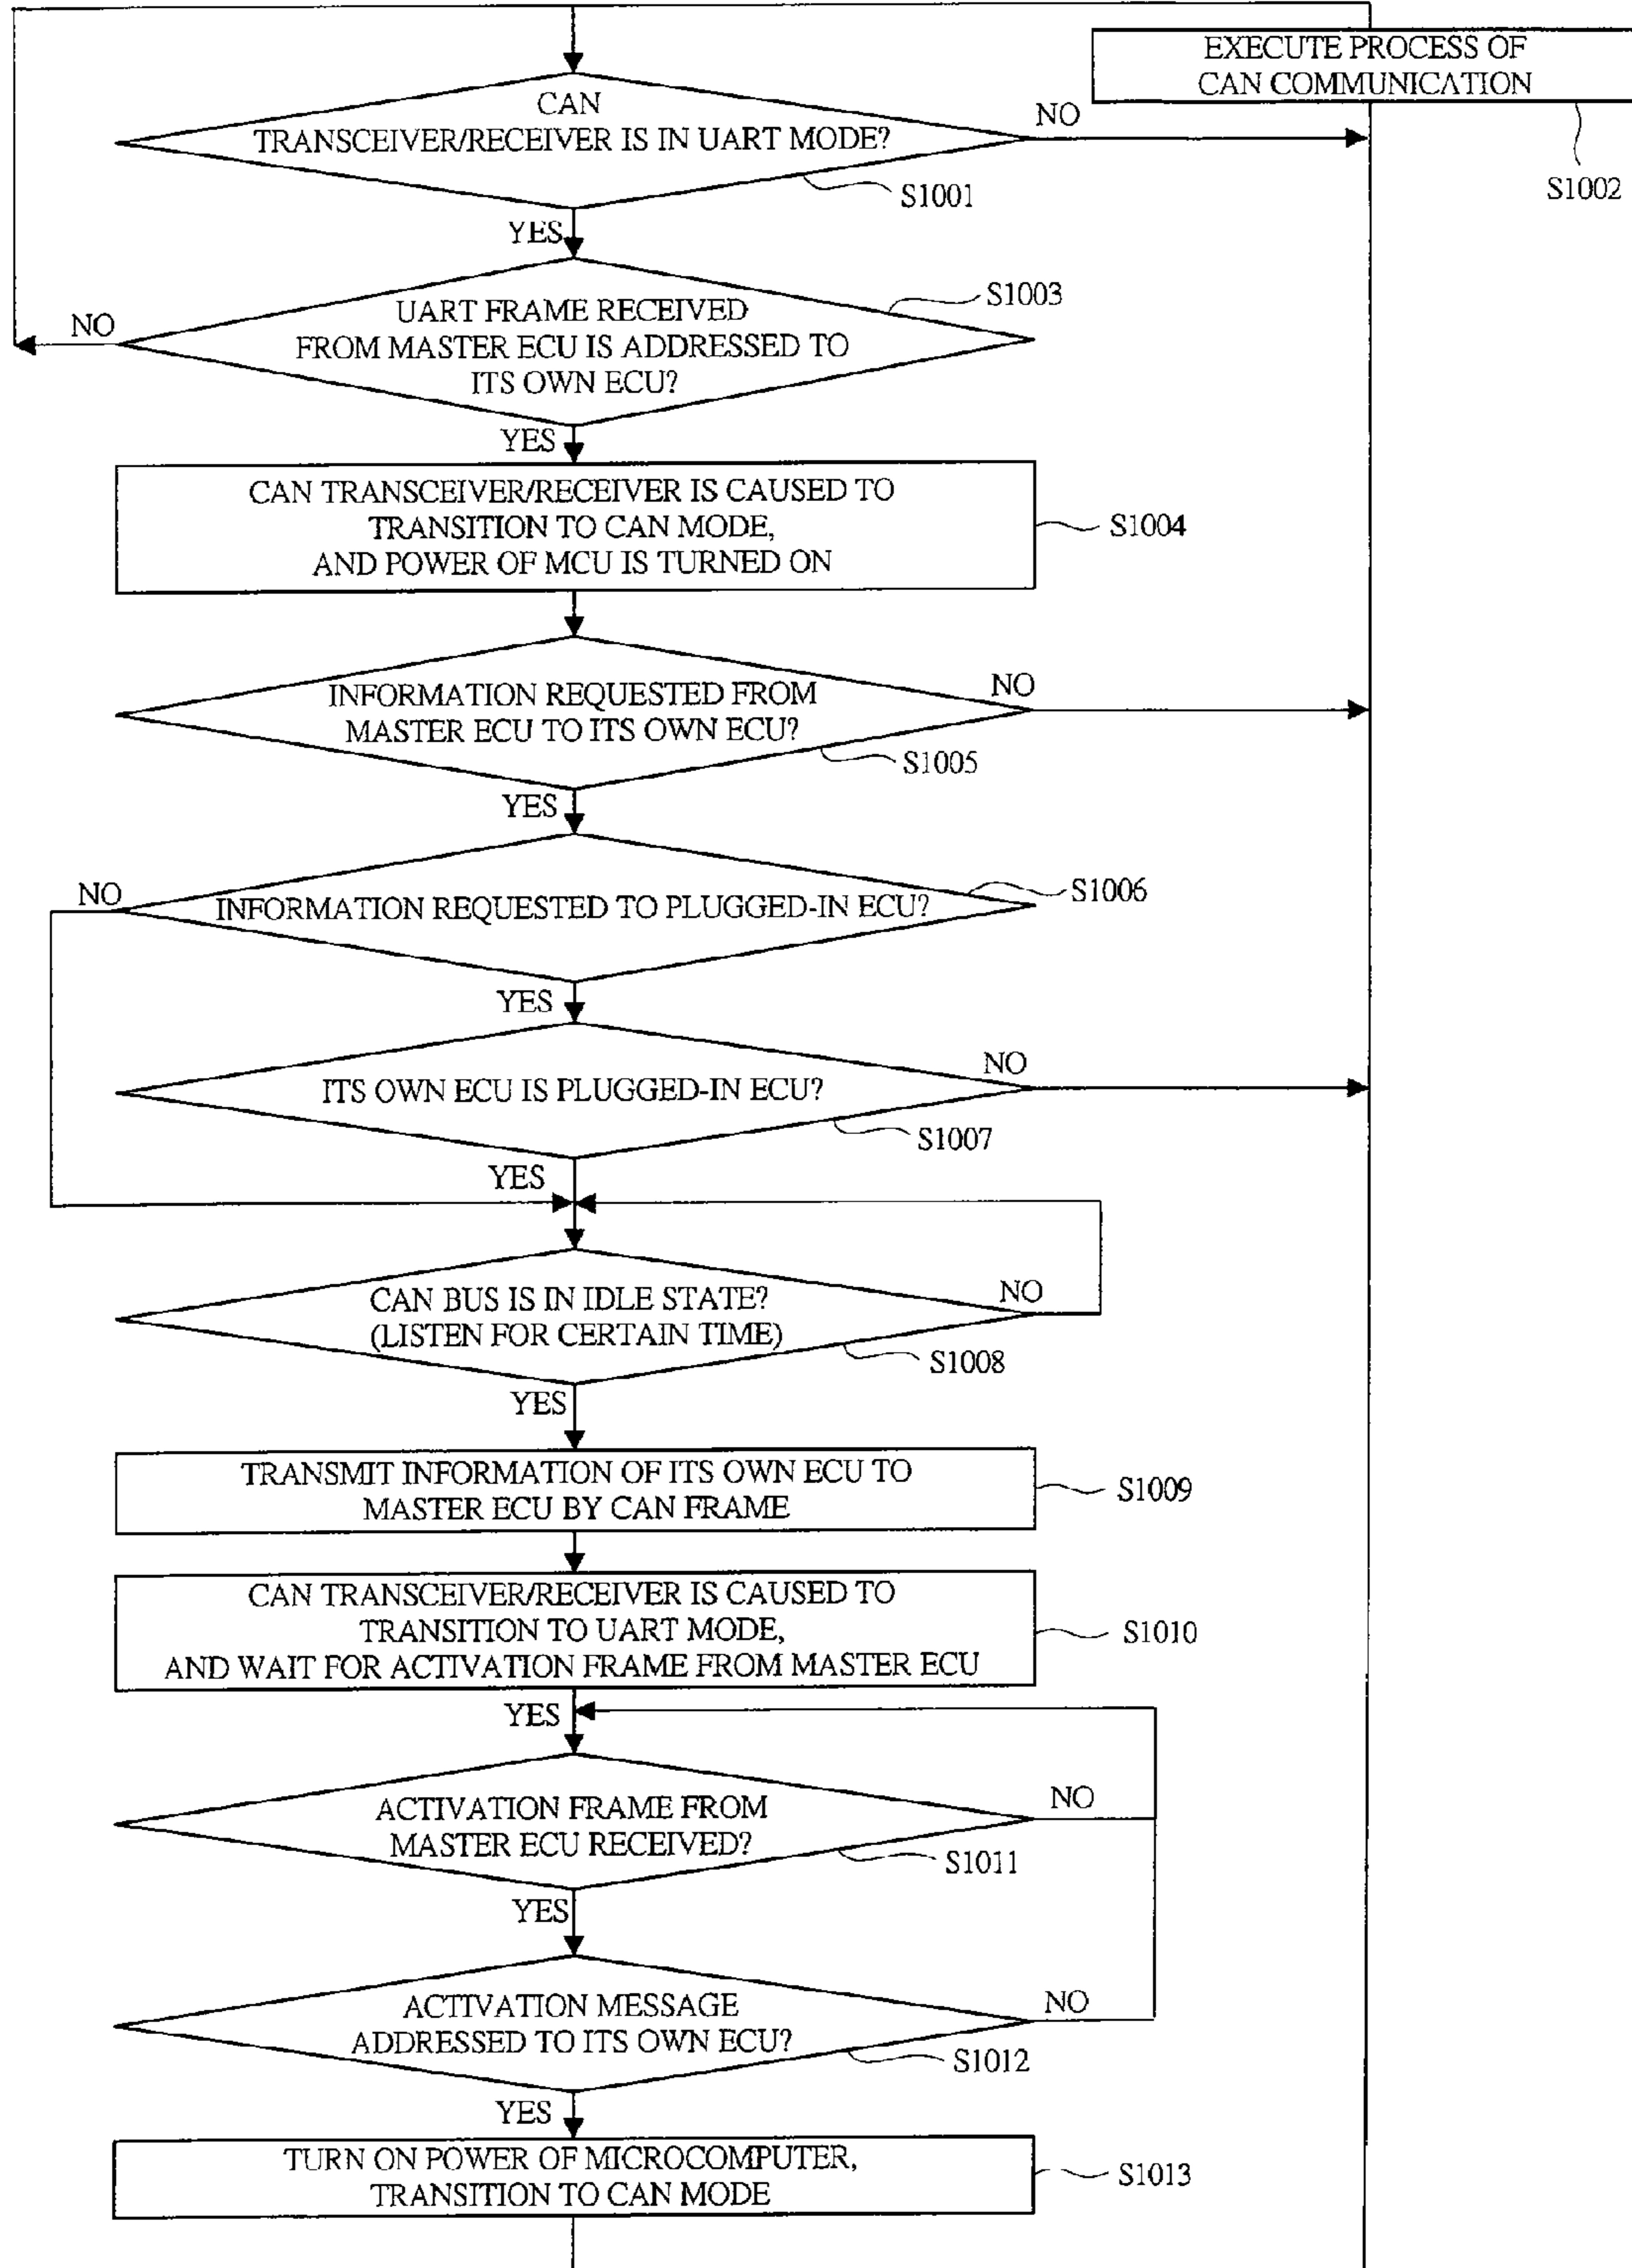 EXECUTE PROCESS OF
CAN COMMUNICATION
S1002
CAN
TRANSCEIVER/RECEIVER IS IN UART MODE?
NO
S1001
YES
UART FRAME RECEIVED
FROM MASTER ECU IS ADDRESSED TO
ITS OWN ECU?
S1003
NO
YES
CAN TRANSCEIVER/RECEIVER IS CAUSED TO
TRANSITION TO CAN MODE,
AND POWER OF MCU IS TURNED ON
S1004
INFORMATION REQUESTED FROM
MASTER ECU TO ITS OWN ECU?
NO
S1005
YES
INFORMATION REQUESTED TO PLUGGED-IN ECU?
S1006
NO
YES
ITS OWN ECU IS PLUGGED-IN ECU?
NO
S1007
YES
CAN BUS IS IN IDLE STATE?
(LISTEN FOR CERTAIN TIME)
NO
S1008
YES
TRANSMIT INFORMATION OF ITS OWN ECU TO
MASTER ECU BY CAN FRAME
S1009
CAN TRANSCEIVER/RECEIVER IS CAUSED TO
TRANSITION TO UART MODE,
AND WAIT FOR ACTIVATION FRAME FROM MASTER ECU
S1010
YES
ACTIVATION FRAME FROM
MASTER ECU RECEIVED?
NO
S1011
YES
ACTIVATION MESSAGE
ADDRESSED TO ITS OWN ECU?
NO
S1012
YES
TURN ON POWER OF MICROCOMPUTER,
TRANSITION TO CAN MODE
S1013